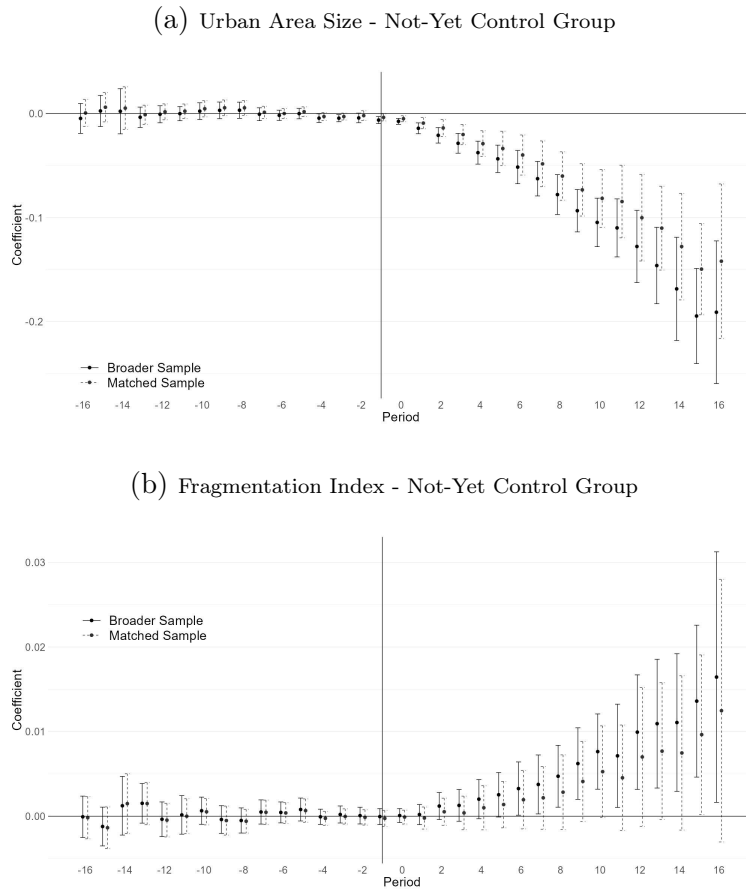 (a) Urban Area Size - Not-Yet Control Group
0.0
-0.1
-0.2
Coefficient
Broader Sample
Matched Sample
-16 -14 -12 -10 -8 -6 -4 -2 0 2 4 6 8 10 12 14 16
Period
(b) Fragmentation Index - Not-Yet Control Group
0.03
0.02
0.01
0.00
Coefficient
Broader Sample
Matched Sample
-16 -14 -12 -10 -8 -6 -4 -2 0 2 4 6 8 10 12 14 16
Period